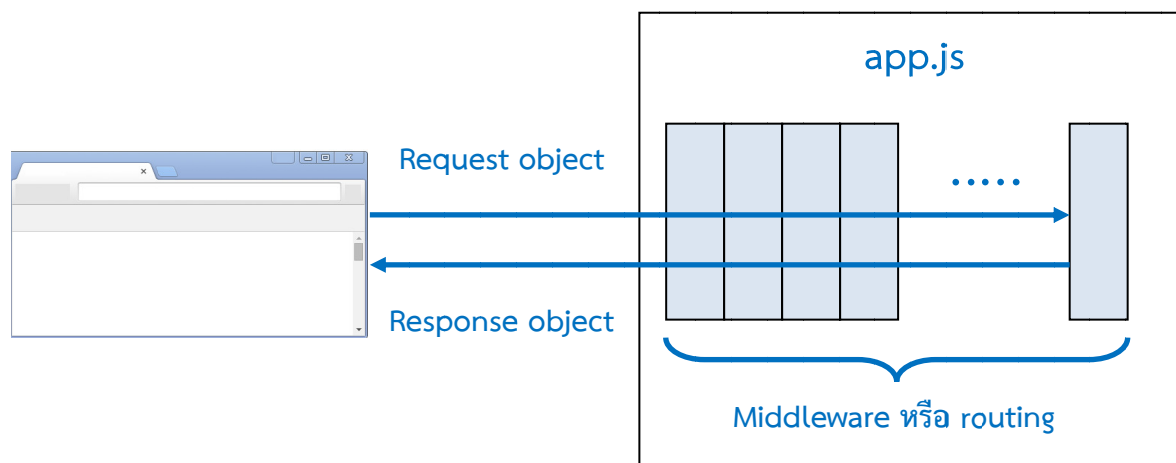 app.js
Request object
.....
Response object
Middleware หรือ routing